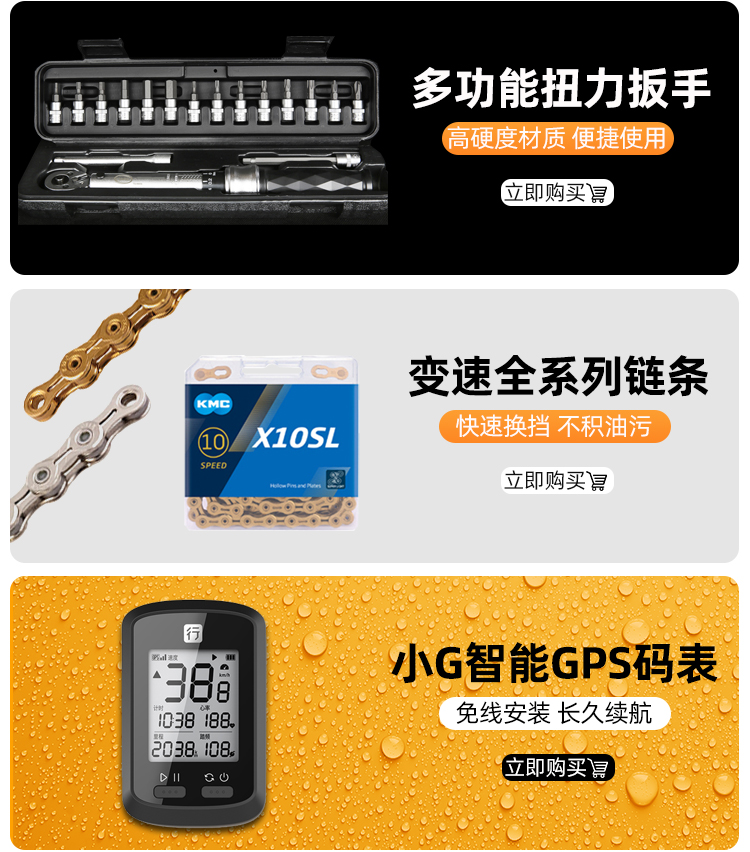 多功能扭力扳手
高硬度材质 便捷使用
立即购买
变速全系列链条
快速换挡 不积油污
立即购买
KMC
10
X10SL
SPEED
Hollow Pins and Plates
小G智能GPS码表
免线安装 长久续航
立即购买
行
速度
38.8
km/h
计时 心率
10:38 188
里程 踏频
203.8 108